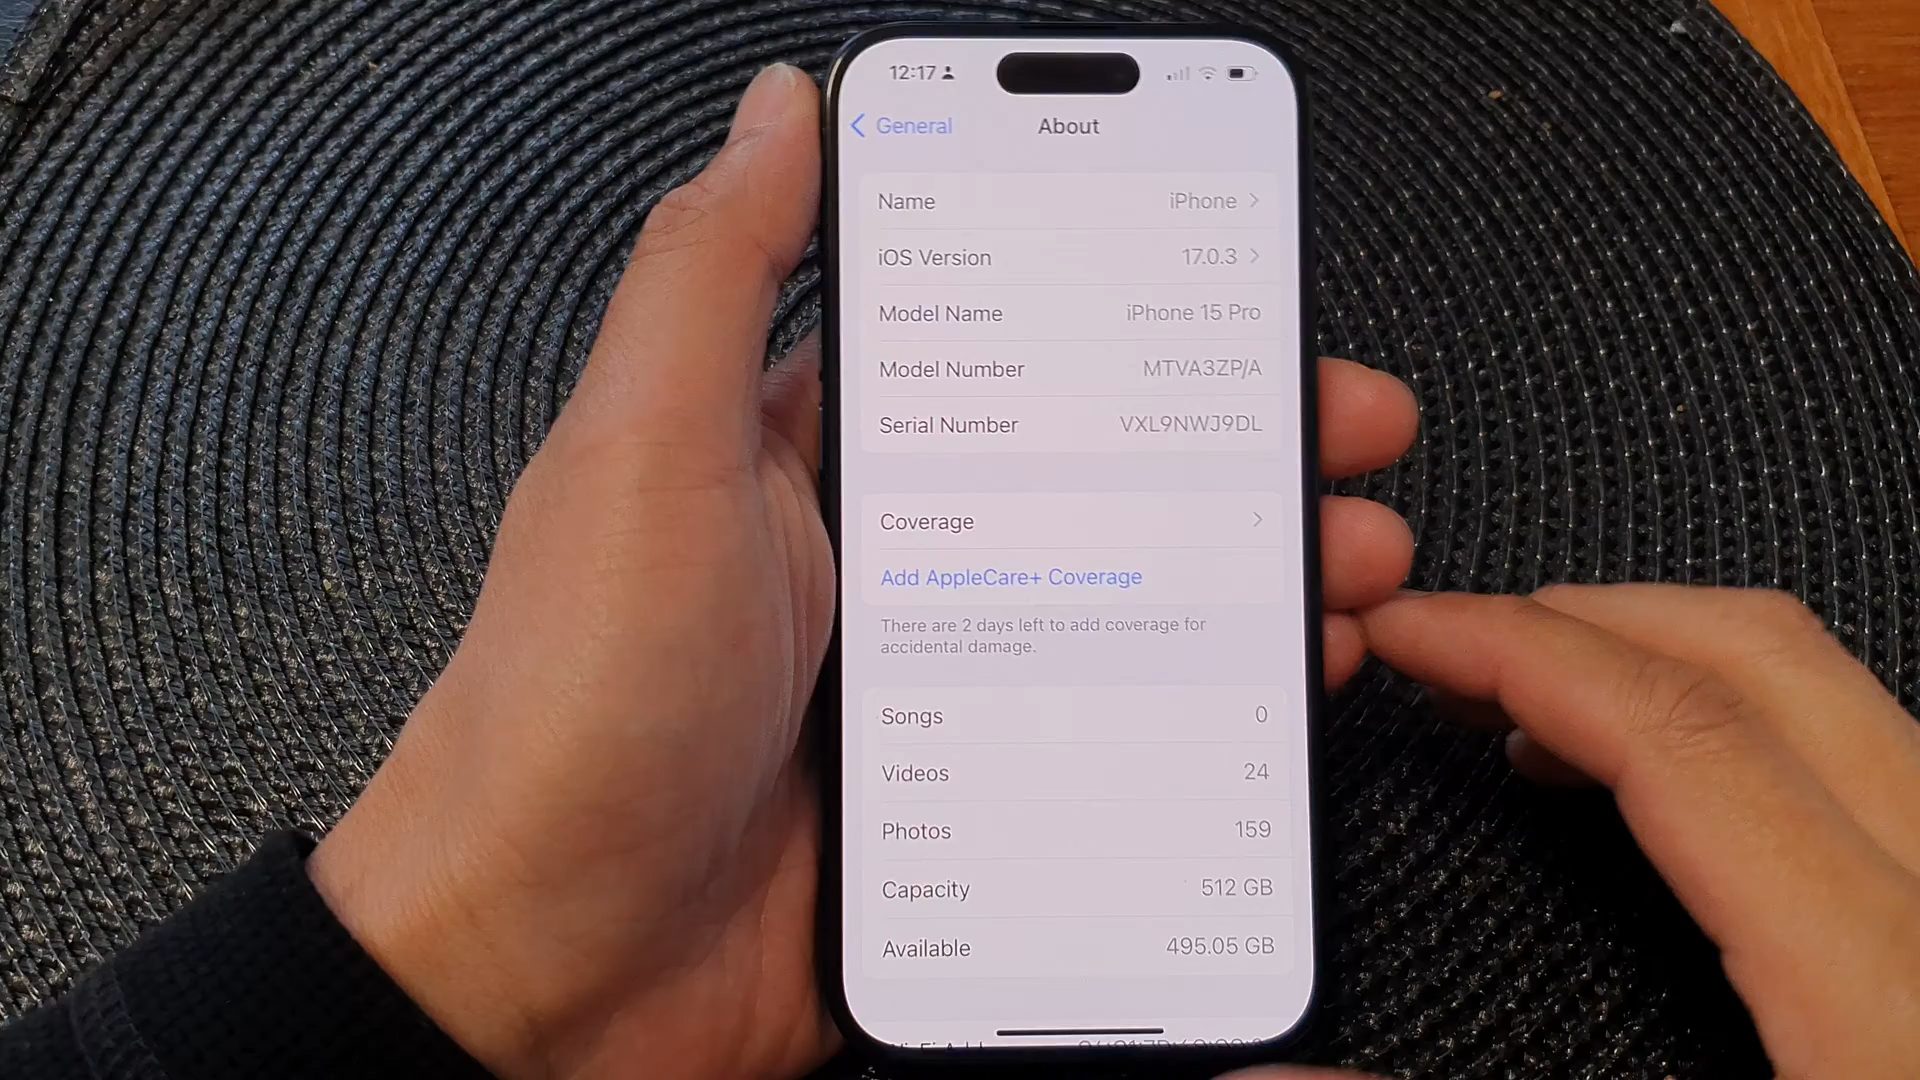 12:17
General
About
Name iPhone
iOS Version 17.0.3
Model Name iPhone 15 Pro
Model Number MTVA3ZP/A
Serial Number VXL9NWJ9DL
Coverage
Add AppleCare+ Coverage
There are 2 days left to add coverage for
accidental damage.
Songs 0
Videos 24
Photos 159
Capacity 512 GB
Available 495.05 GB